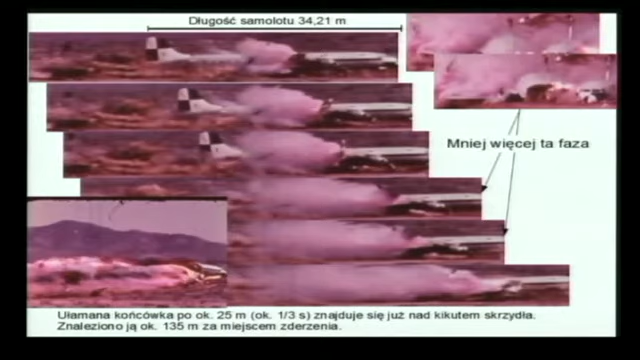 Długość samolotu 34,21 m
Mniej więcej ta faza
Ułamana końcówka po ok. 25 m (ok. 1/3 s) znajduje się już nad kikutem skrzydła.
Znaleziono ją ok. 135 m za miejscem zderzenia.